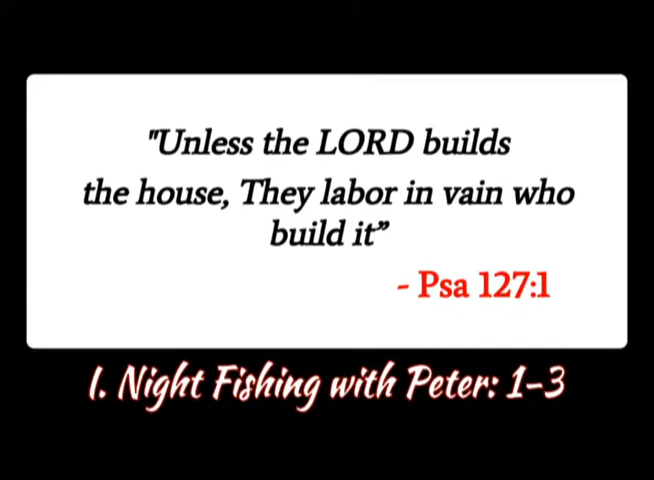 "Unless the LORD builds
the house, They labor in vain who
build it”
- Psa 127:1
I. Night Fishing with Peter: 1-3